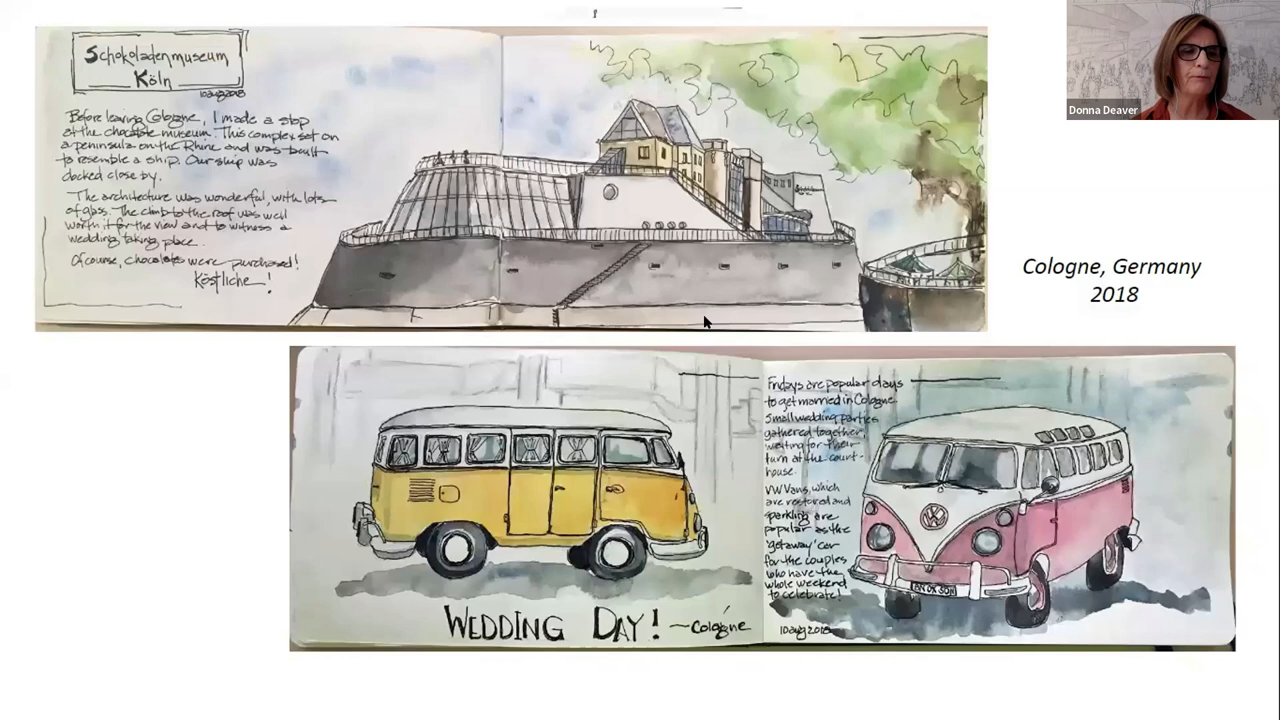 Schokoladenmuseum
Köln
10aug2018
Before leaving Cologne, I made a stop
at the chocolate museum. This complex set on
a peninsula on the Rhine and was built
to resemble a ship. Our ship was
docked close by.
The architecture was wonderful, with lots
of glass. The climb to the roof was well
worth it for the view and to witness a
wedding taking place.
Of course, chocolates were purchased!
Köstliche!
Donna Deaver
Cologne, Germany
2018
WEDDING DAY! ~Cologne
Fridays are popular days
to get married in Cologne.
Small wedding parties
gathered together,
waiting for their
turn at the court-
house.
VW Vans, which
are restored and
sparkling are
popular as the
'getaway' car
for the couples
who have the
whole weekend
to celebrate!
10aug2018
VW